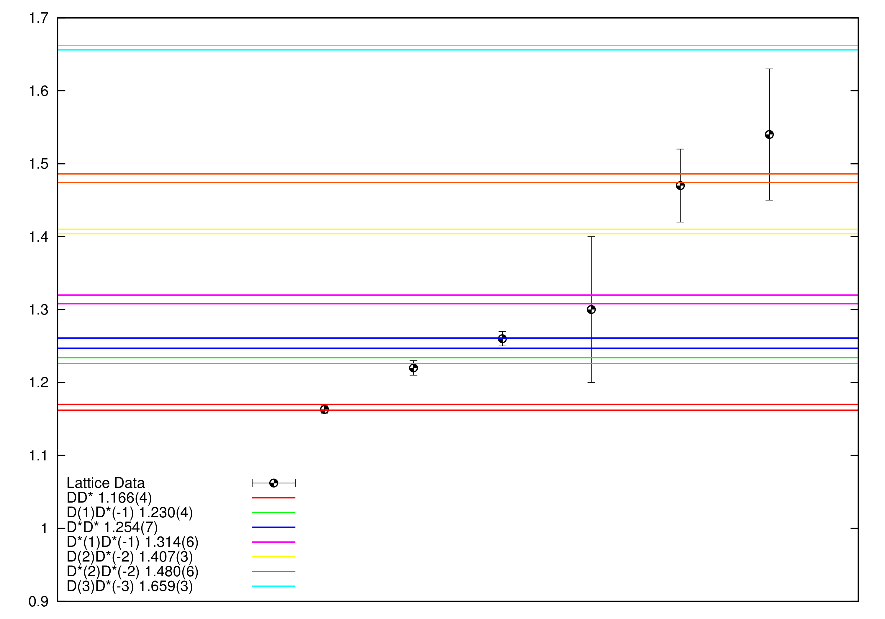 1.7
1.6
1.5
1.4
1.3
1.2
1.1
1
0.9
Lattice Data
DD* 1.166(4)
D(1)D*(-1) 1.230(4)
D*D* 1.254(7)
D*(1)D*(-1) 1.314(6)
D(2)D*(-2) 1.407(3)
D*(2)D*(-2) 1.480(6)
D(3)D*(-3) 1.659(3)